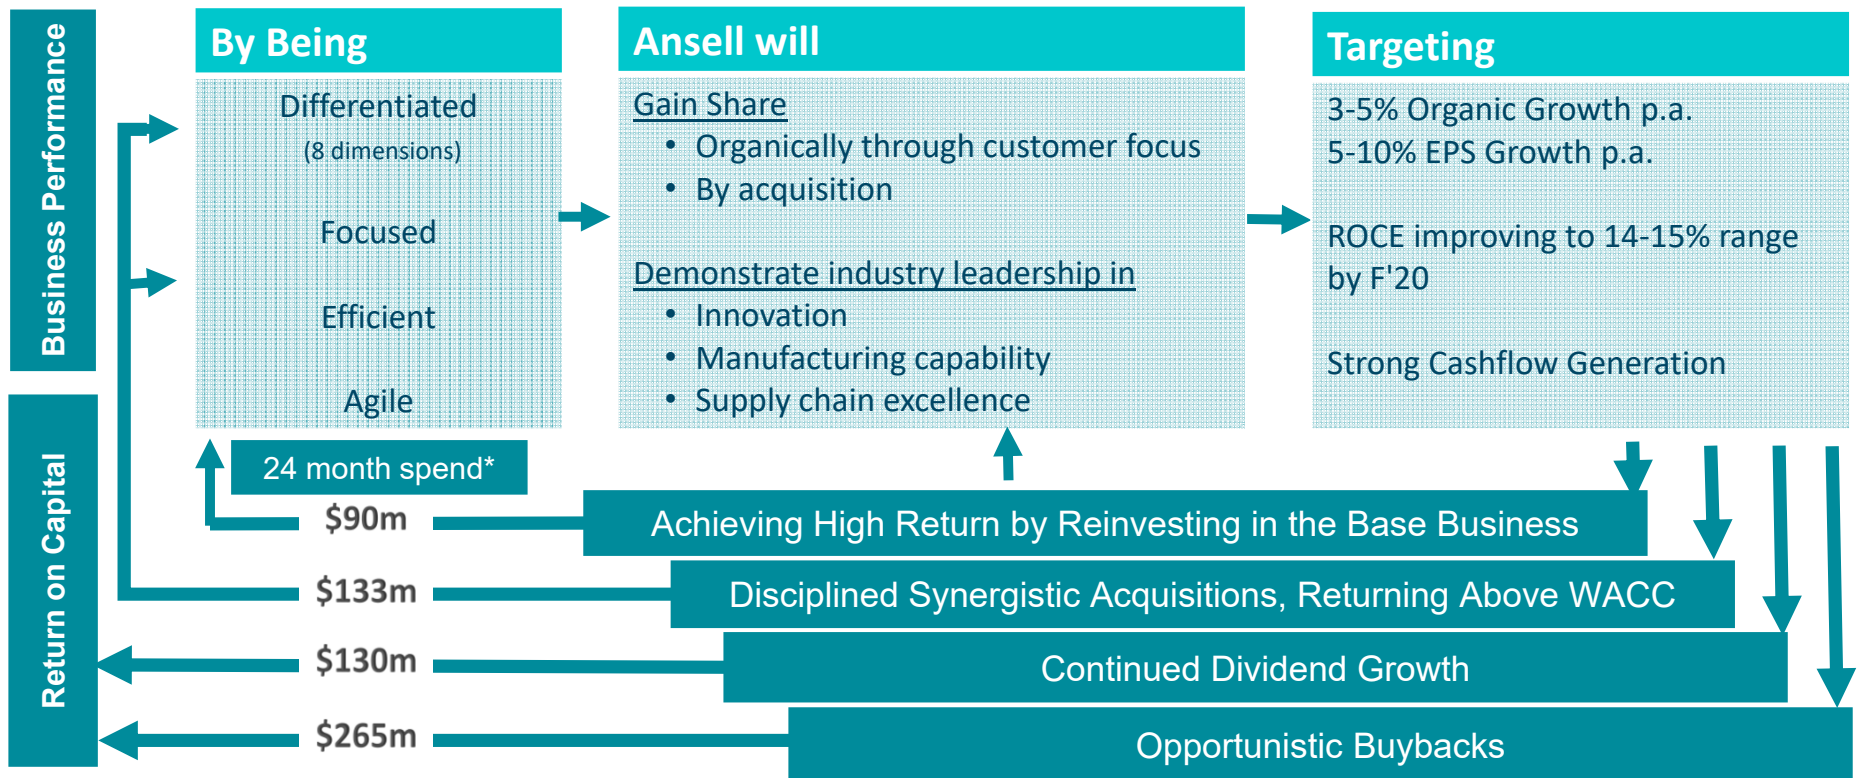 Business Performance
By Being
Differentiated
(8 dimensions)
Focused
Efficient
Agile
Ansell will
Gain Share
• Organically through customer focus
• By acquisition
Demonstrate industry leadership in
• Innovation
• Manufacturing capability
• Supply chain excellence
Targeting
3-5% Organic Growth p.a.
5-10% EPS Growth p.a.
ROCE improving to 14-15% range
by F'20
Strong Cashflow Generation
Return on Capital
24 month spend*
$90m
Achieving High Return by Reinvesting in the Base Business
$133m
Disciplined Synergistic Acquisitions, Returning Above WACC
$130m
Continued Dividend Growth
$265m
Opportunistic Buybacks